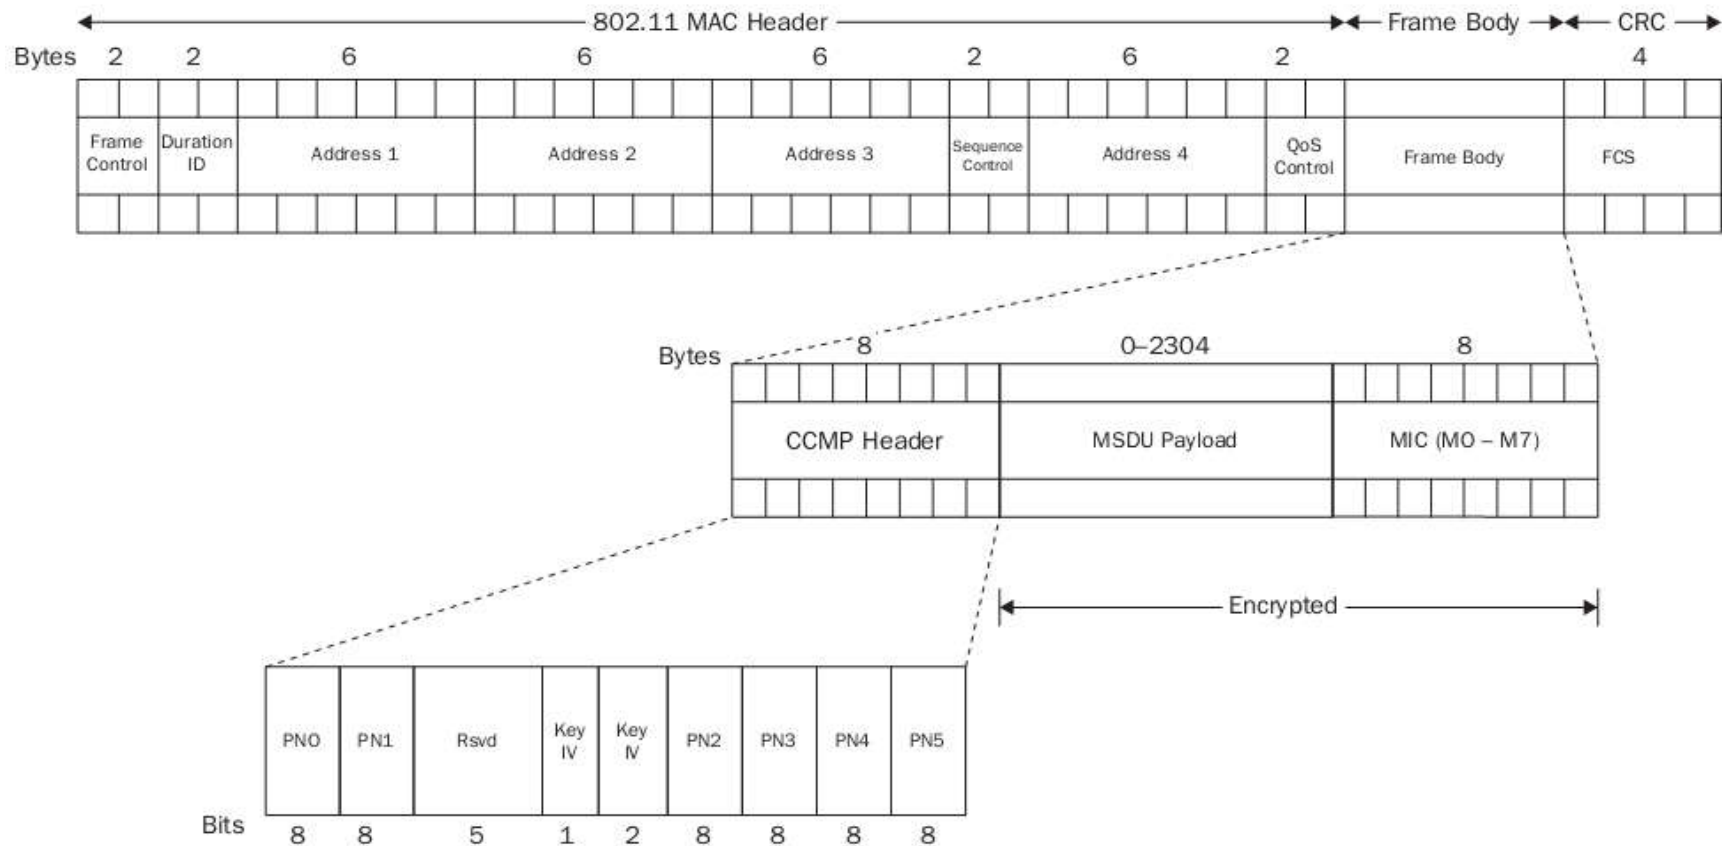 802.11 MAC Header Frame Body CRC
Bytes 2 2 6 6 6 2 6 2 4
Frame Control
Duration ID
Address 1
Address 2
Address 3
Sequence Control
Address 4
QoS Control
Frame Body
FCS
Bytes 8 0–2304 8
CCMP Header
MSDU Payload
MIC (M0 – M7)
Encrypted
PN0
PN1
Rsvd
Key IV
Key IV
PN2
PN3
PN4
PN5
Bits 8 8 5 1 2 8 8 8 8